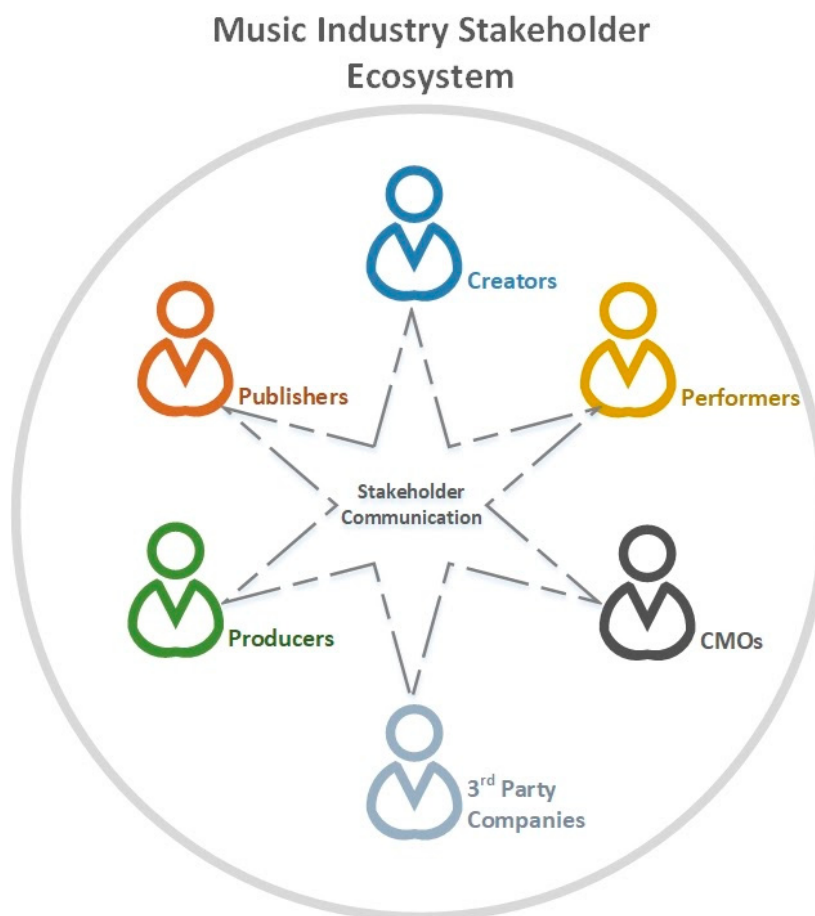 Music Industry Stakeholder
Ecosystem
Creators
Publishers
Performers
Stakeholder
Communication
Producers
CMOs
3rd Party
Companies